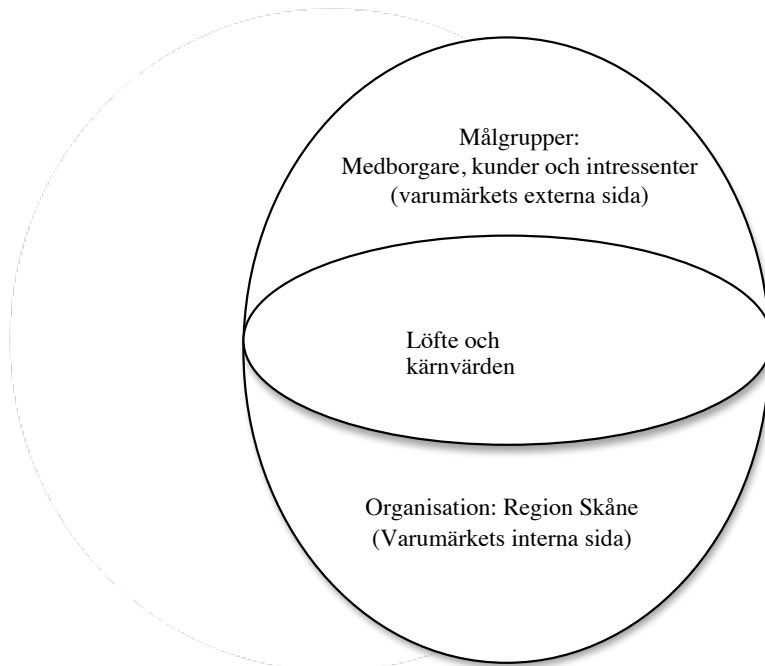 Målgrupper:
Medborgare, kunder och intressenter
(varumärkets externa sida)
Löfte och
kärnvärden
Organisation: Region Skåne
(Varumärkets interna sida)